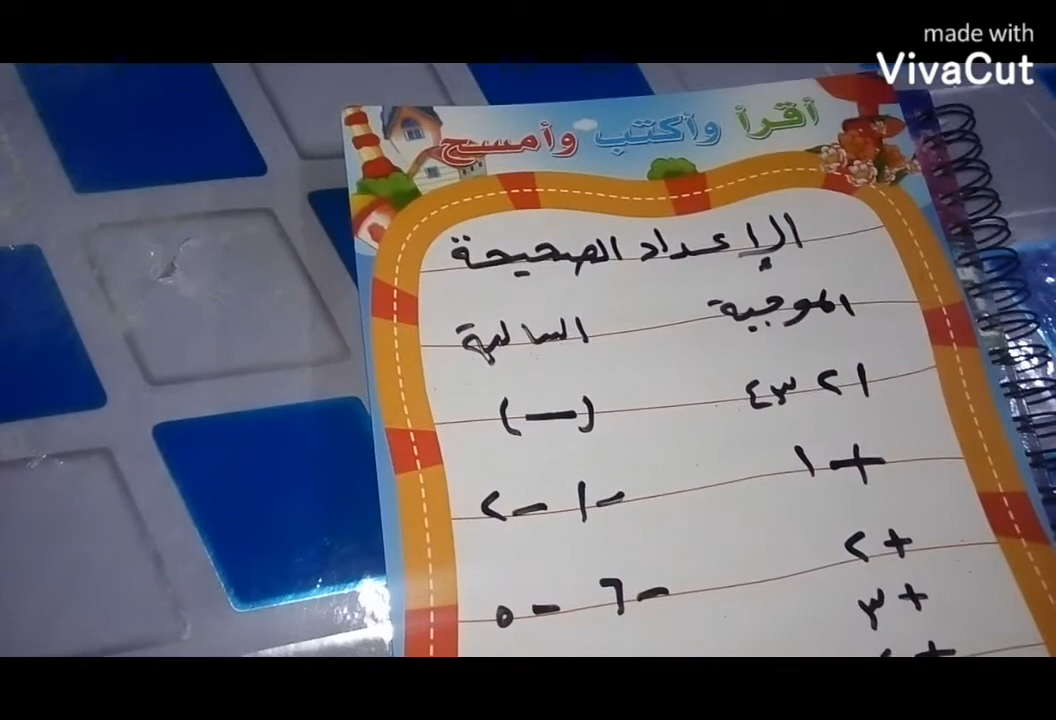 made with
VivaCut
أقرأ وأكتب وأمسح
الإعداد الصحيحة
الموجبة السالبة
١ ٢ ٣ ٤ (—)
+ ١
- ١ - ٢
+ ٢
- ٦ - ٥
+ ٣